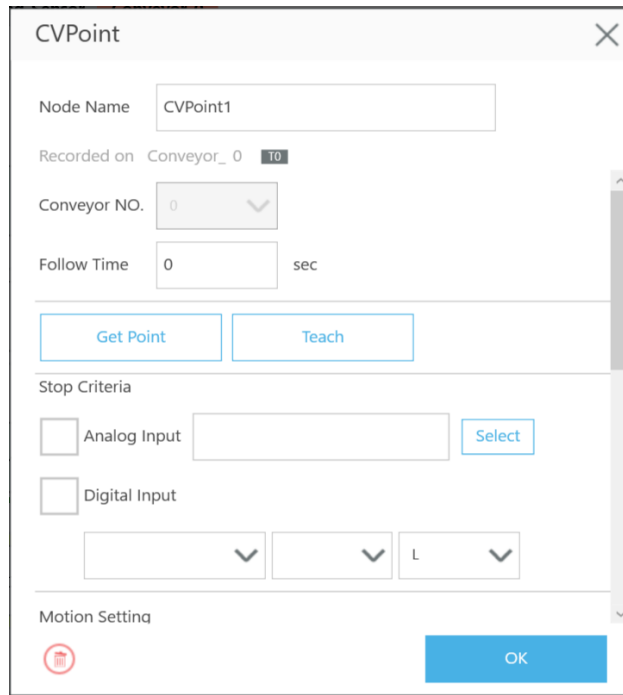 CVPoint
Node Name CVPoint1
Recorded on Conveyor_ 0 T0
Conveyor NO. 0
Follow Time 0 sec
Get Point Teach
Stop Criteria
Analog Input Select
Digital Input
L
Motion Setting
OK